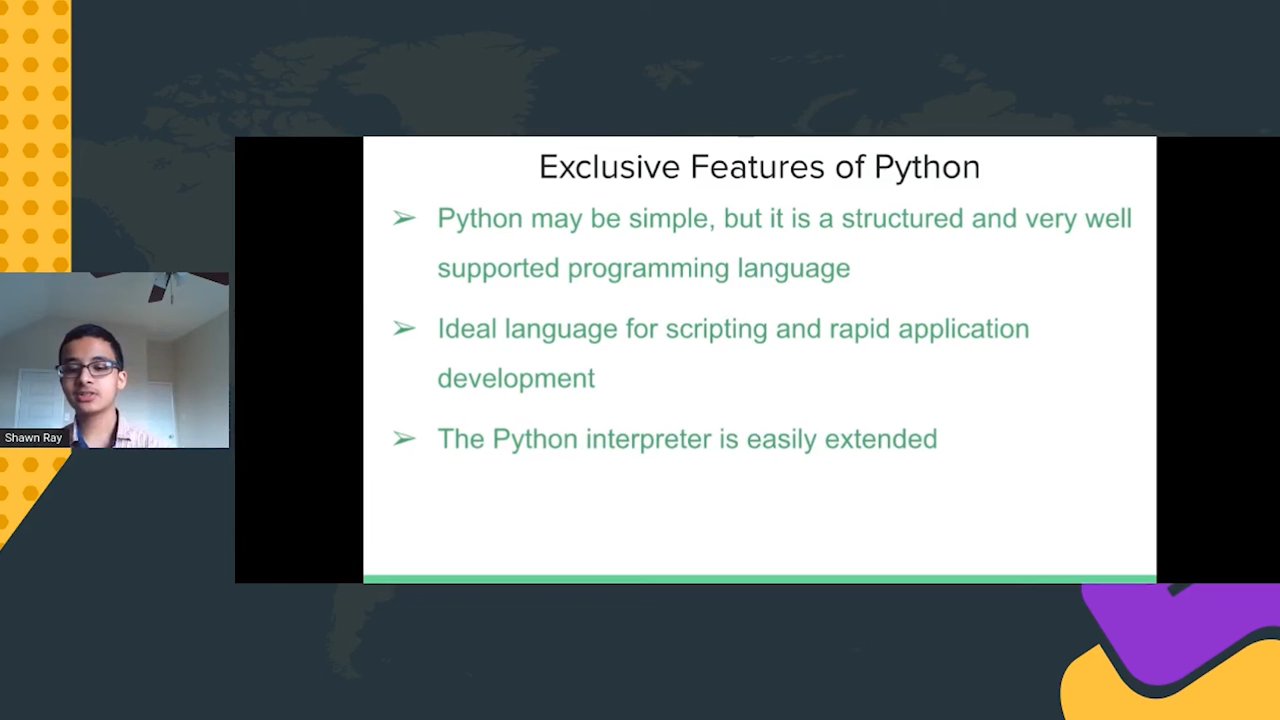 Exclusive Features of Python
➢ Python may be simple, but it is a structured and very well
supported programming language
➢ Ideal language for scripting and rapid application
development
➢ The Python interpreter is easily extended
Shawn Ray